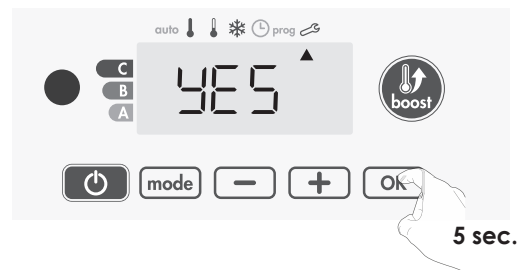 auto prog
C
B
A
YES
boost
mode − + OK
5 sec.